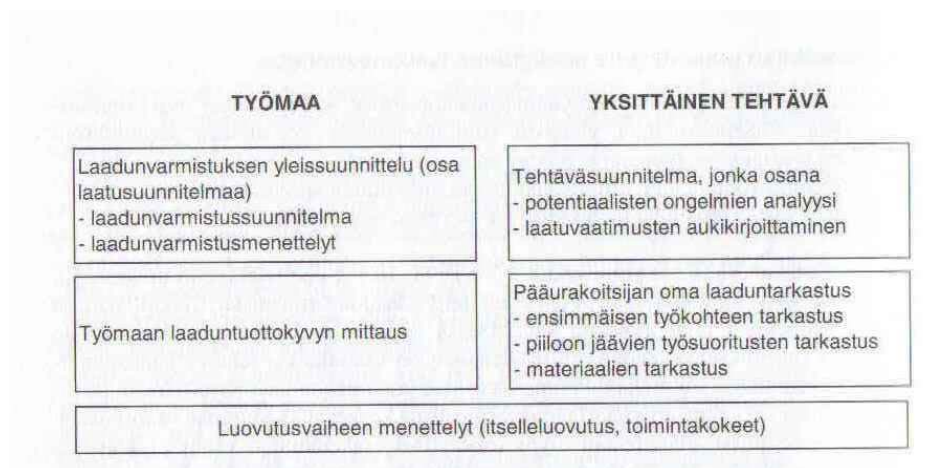 TYÖMAA
YKSITTÄINEN TEHTÄVÄ
Laadunvarmistuksen yleissuunnittelu (osa
laatusuunnitelmaa)
- laadunvarmistussuunnitelma
- laadunvarmistusmenettelyt
Tehtäväsuunnitelma, jonka osana
- potentiaalisten ongelmien analyysi
- laatuvaatimusten aukikirjoittaminen
Työmaan laaduntuottokyvyn mittaus
Pääurakoitsijan oma laaduntarkastus
- ensimmäisen työkohteen tarkastus
- piiloon jäävien työsuoritusten tarkastus
- materiaalien tarkastus
Luovutusvaiheen menettelyt (itselleluovutus, toimintakokeet)